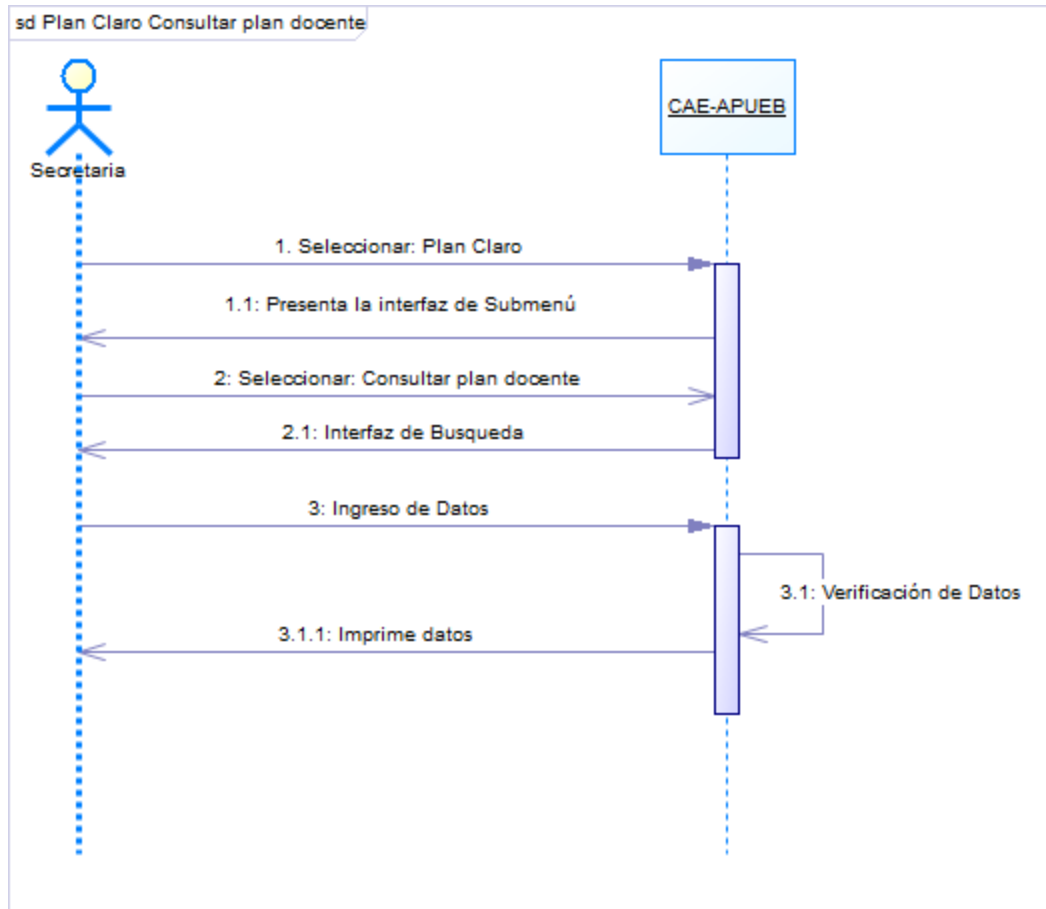 sd Plan Claro Consultar plan docente
Secretaria
CAE-APUEB
1. Seleccionar: Plan Claro
1.1: Presenta la interfaz de Submenú
2: Seleccionar: Consultar plan docente
2.1: Interfaz de Busqueda
3: Ingreso de Datos
3.1: Verificación de Datos
3.1.1: Imprime datos